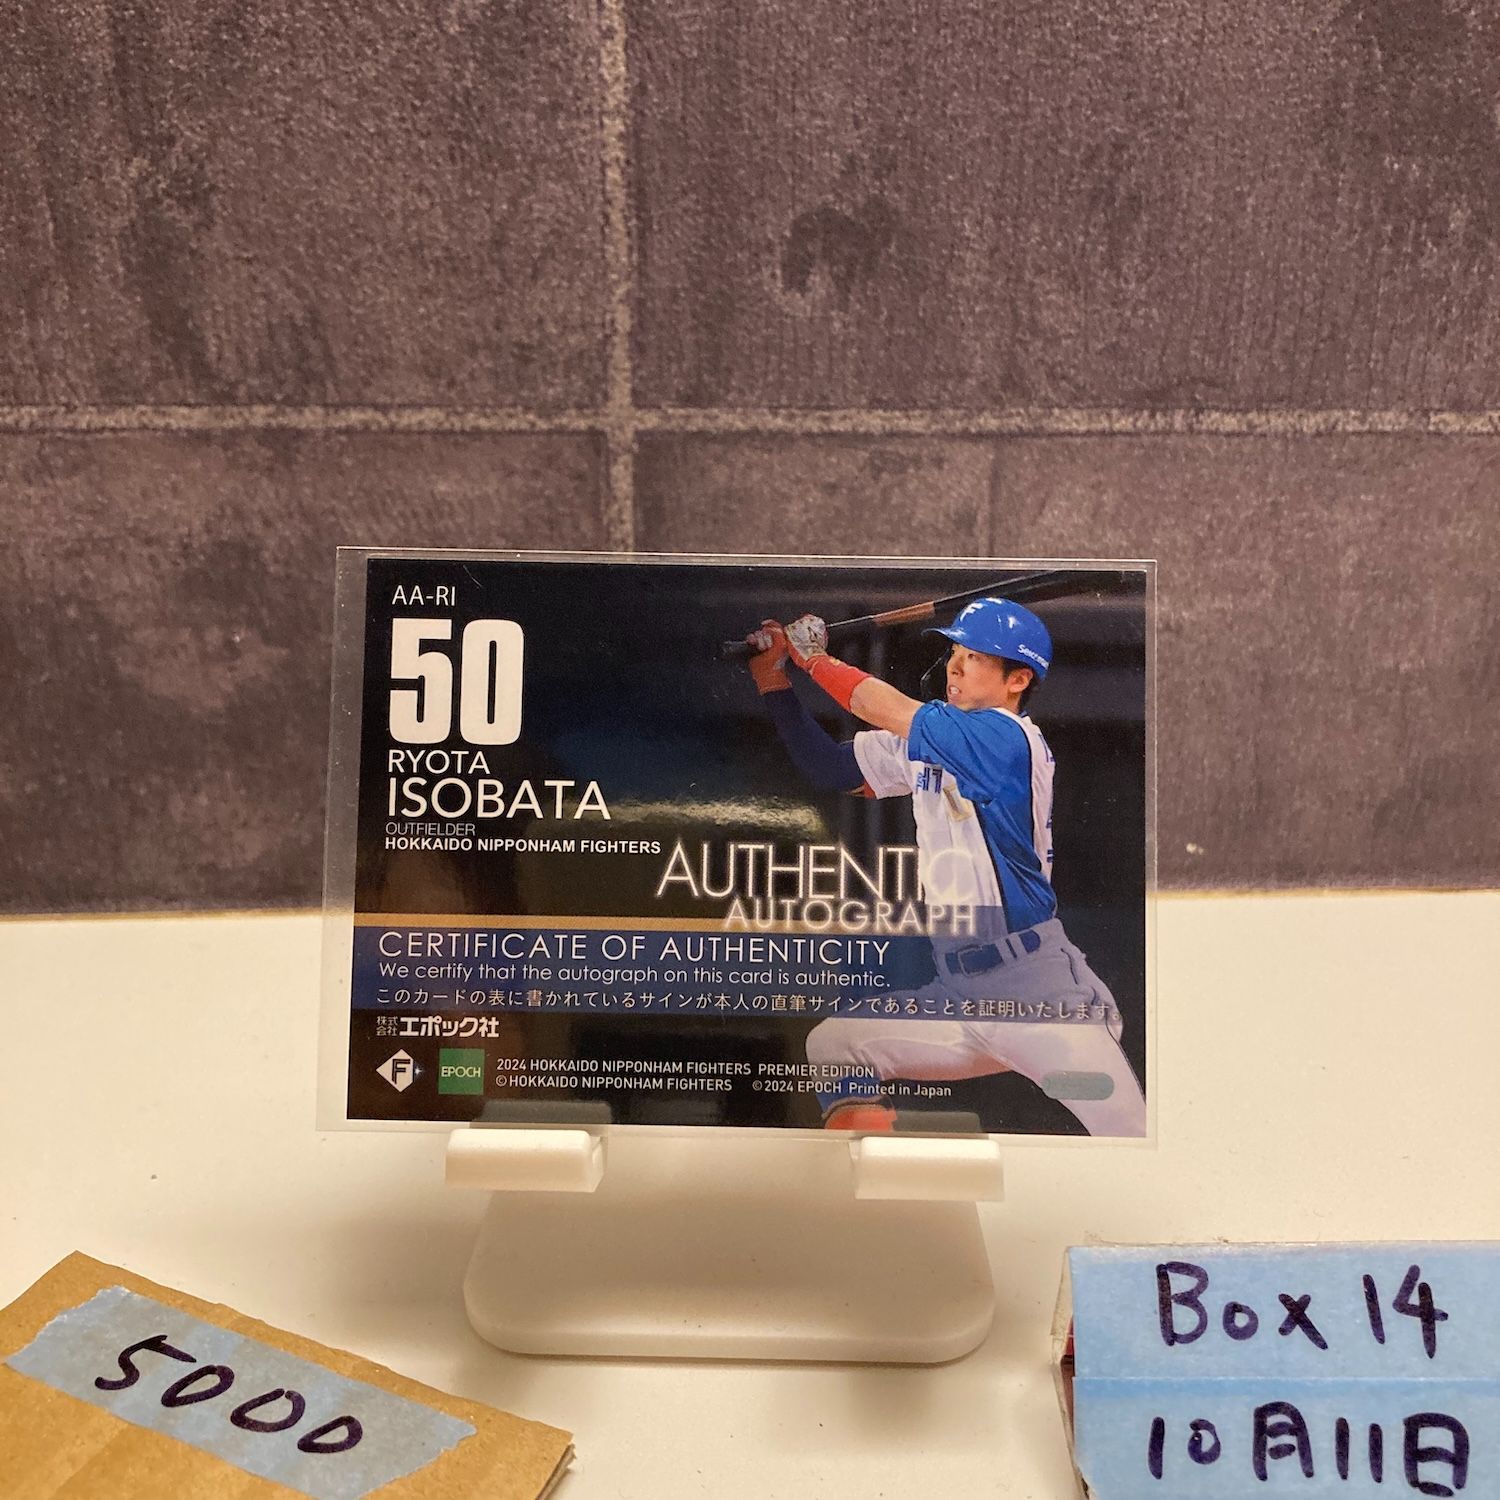 AA-RI
50
RYOTA
ISOBATA
OUTFIELDER
HOKKAIDO NIPPONHAM FIGHTERS
AUTHENTIC
AUTOGRAPH
CERTIFICATE OF AUTHENTICITY
We certify that the autograph on this card is authentic.
このカードの表に書かれているサインが本人の直筆サインであることを証明いたします。
株式会社 エポック社
F
EPOCH
2024 HOKKAIDO NIPPONHAM FIGHTERS PREMIER EDITION
©HOKKAIDO NIPPONHAM FIGHTERS ©2024 EPOCH Printed in Japan
F
5000
Box 14
10月11日